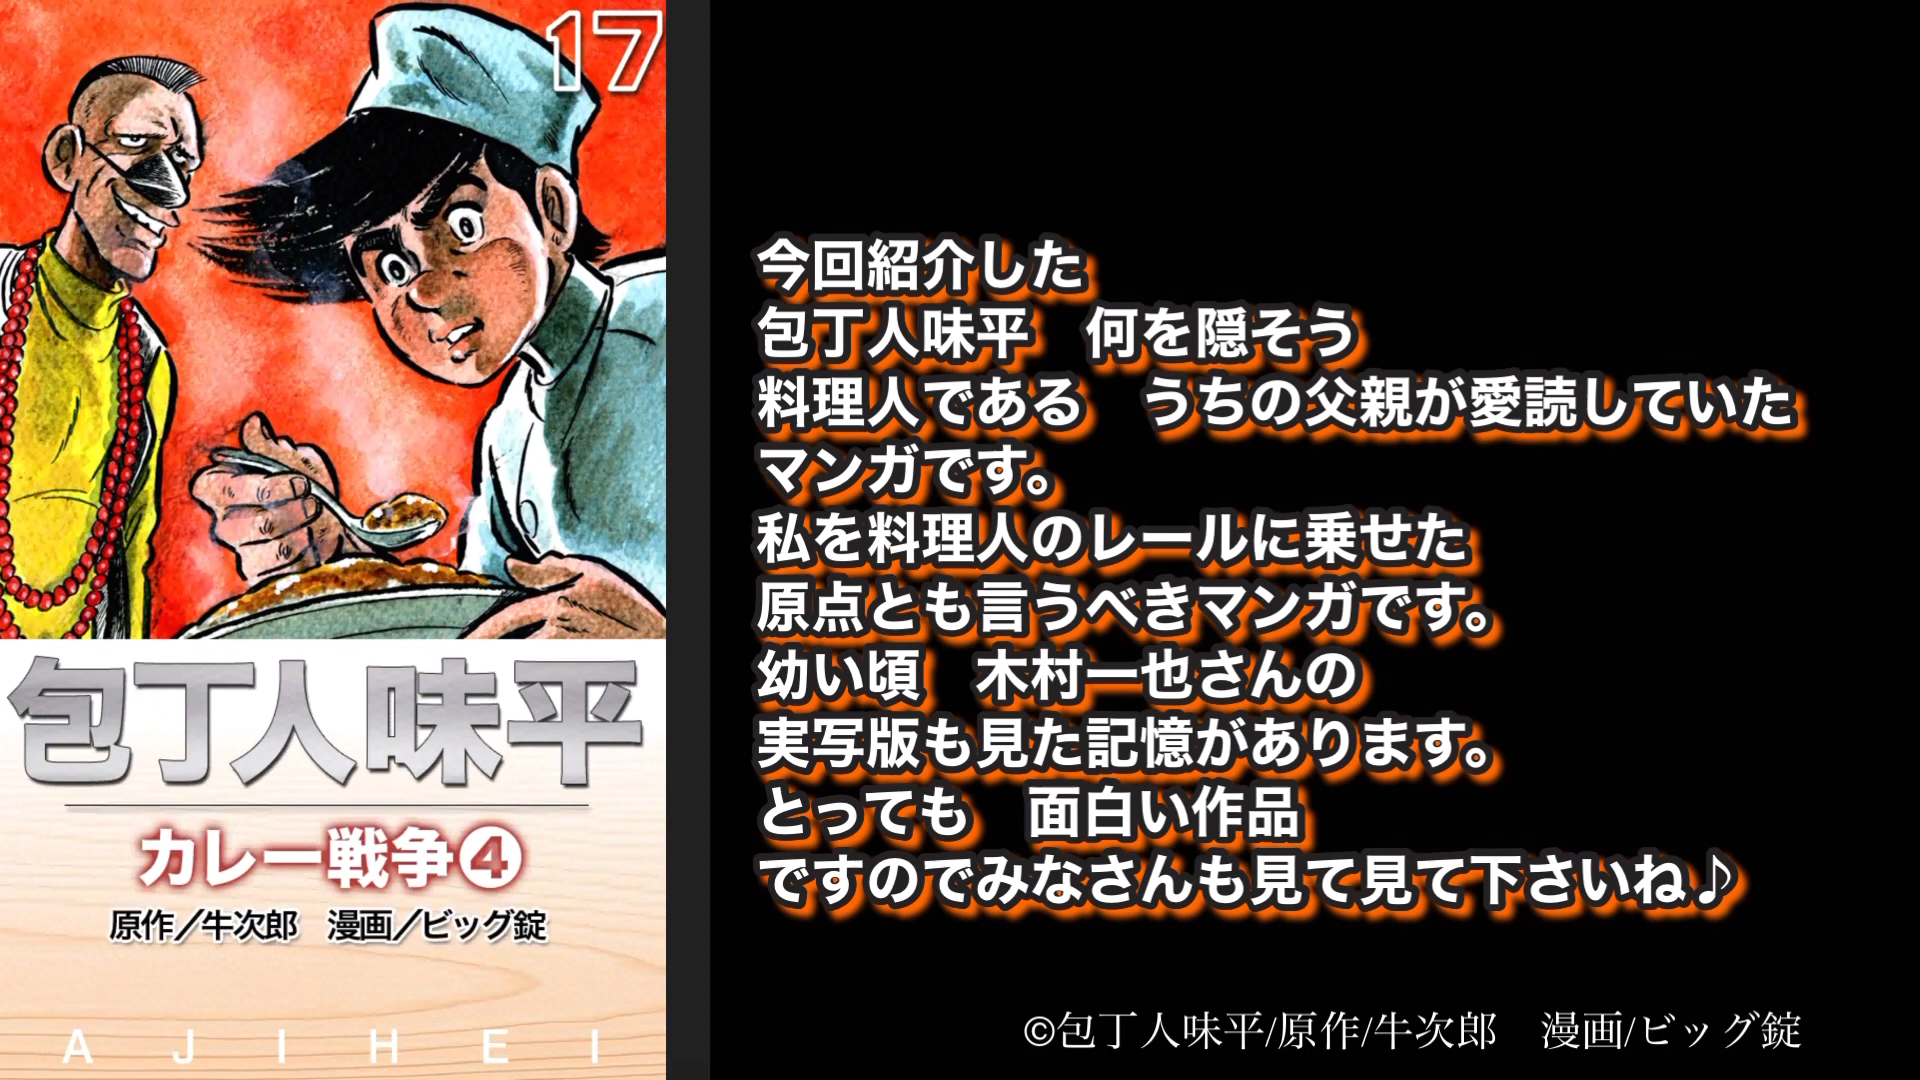 17
包丁人味平
カレー戦争❹
原作／牛次郎　漫画／ビッグ錠
AJIHEI
今回紹介した
包丁人味平　何を隠そう
料理人である　うちの父親が愛読していた
マンガです。
私を料理人のレールに乗せた
原点とも言うべきマンガです。
幼い頃　木村一也さんの
実写版も見た記憶があります。
とっても　面白い作品
ですのでみなさんも見て見て下さいね♪
©包丁人味平/原作/牛次郎　漫画/ビッグ錠